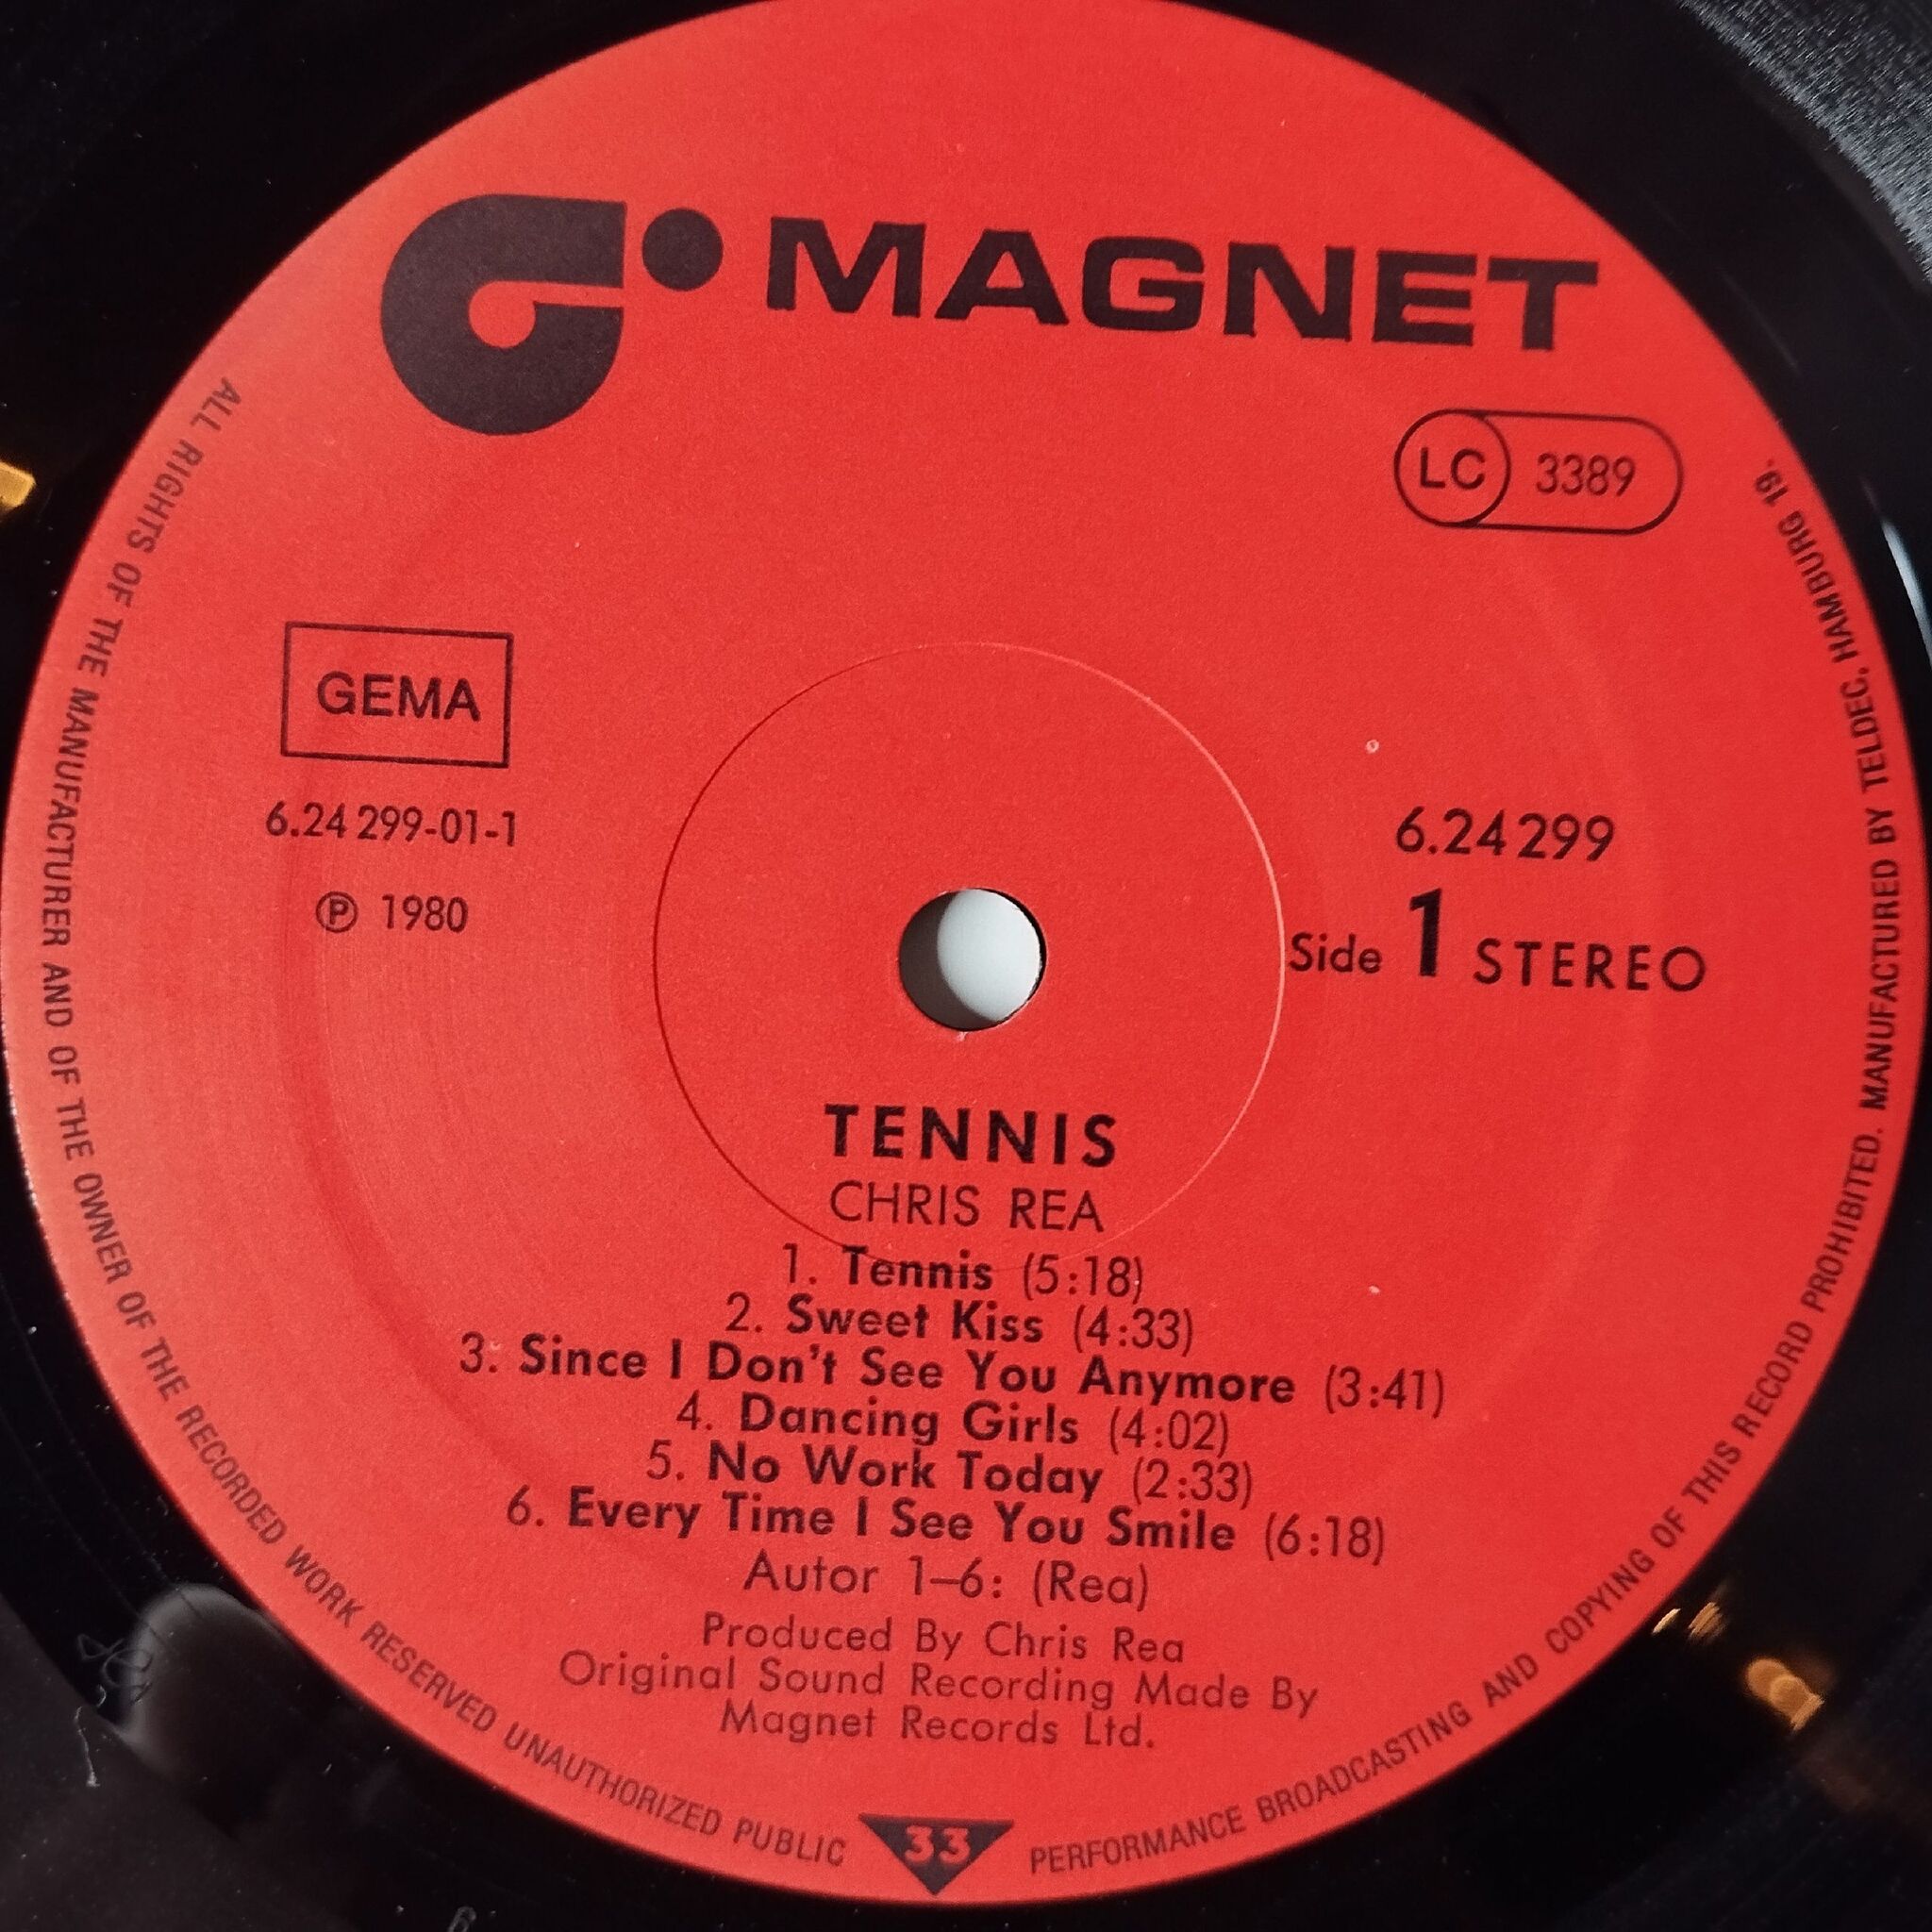 MAGNET
LC 3389
GEMA
6.24 299-01-1
℗ 1980
6.24 299
Side 1 STEREO
TENNIS
CHRIS REA
1. Tennis (5:18)
2. Sweet Kiss (4:33)
3. Since I Don't See You Anymore (3:41)
4. Dancing Girls (4:02)
5. No Work Today (2:33)
6. Every Time I See You Smile (6:18)
Autor 1–6: (Rea)
Produced By Chris Rea
Original Sound Recording Made By
Magnet Records Ltd.
33
ALL RIGHTS OF THE MANUFACTURER AND OF THE OWNER OF THE RECORDED WORK RESERVED UNAUTHORIZED PUBLIC PERFORMANCE BROADCASTING AND COPYING OF THIS RECORD PROHIBITED. MANUFACTURED BY TELDEC, HAMBURG 19.